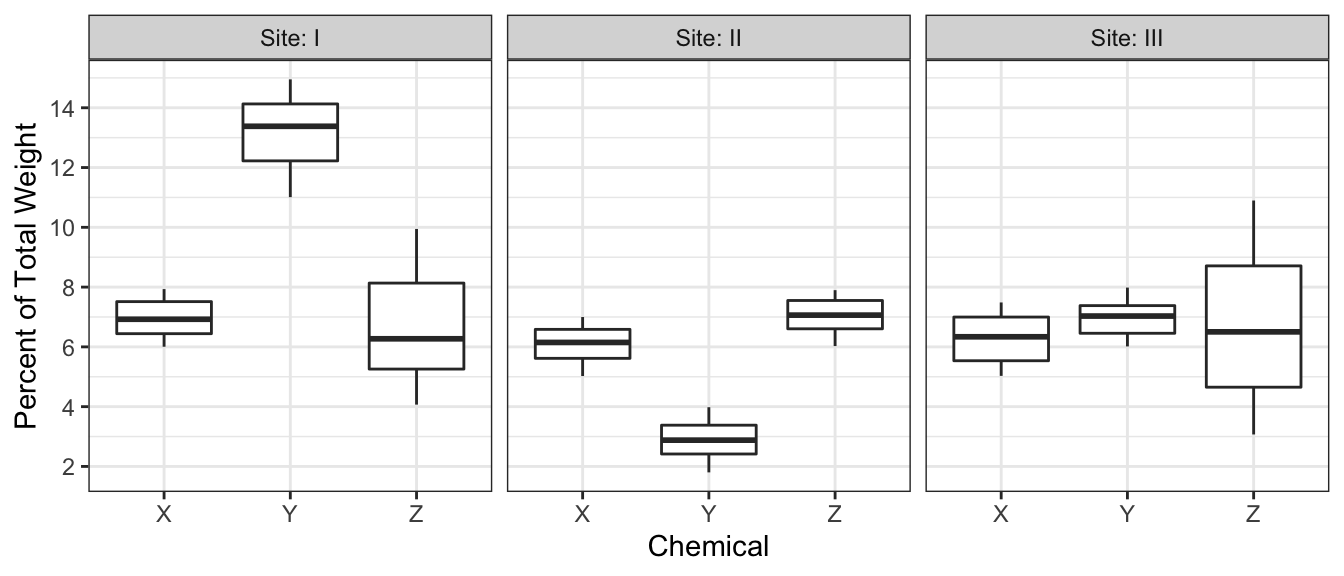 Site: I
Site: II
Site: III
Percent of Total Weight
14
12
10
8
6
4
2
X Y Z
X Y Z
X Y Z
Chemical